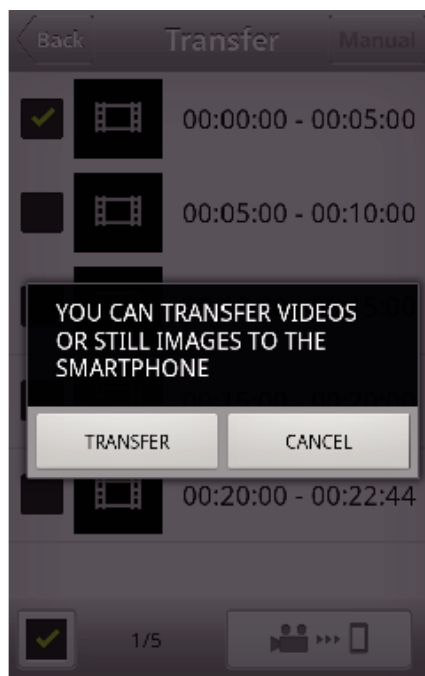 Back
Transfer
Manual
00:00:00 - 00:05:00
00:05:00 - 00:10:00
YOU CAN TRANSFER VIDEOS
OR STILL IMAGES TO THE
SMARTPHONE
TRANSFER
CANCEL
00:20:00 - 00:22:44
1/5